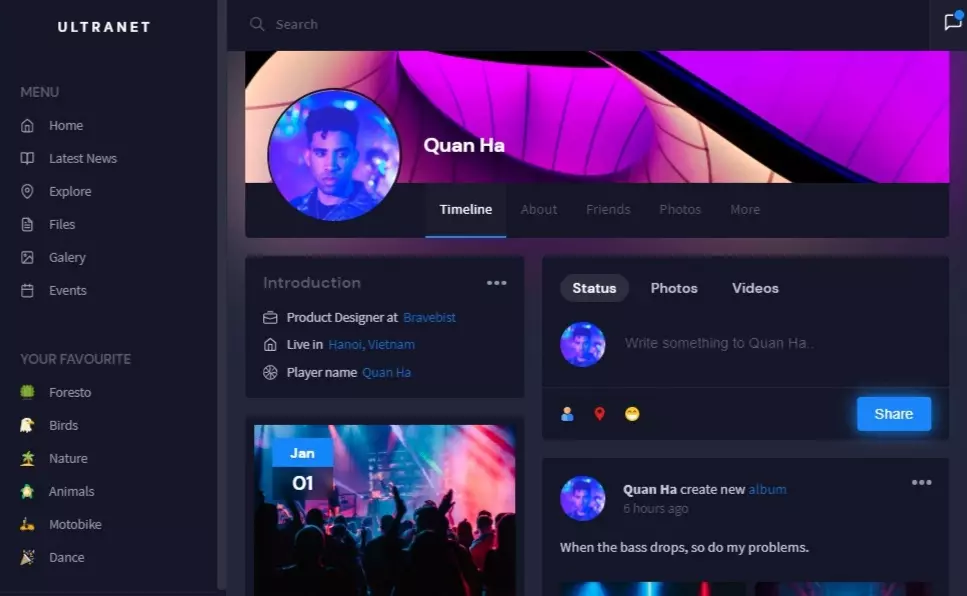 ULTRANET
Search
MENU
Home
Latest News
Explore
Files
Galery
Events
YOUR FAVOURITE
Foresto
Birds
Nature
Animals
Motobike
Dance
Quan Ha
Timeline About Friends Photos More
Introduction
Product Designer at Bravebist
Live in Hanoi, Vietnam
Player name Quan Ha
Jan
01
Status Photos Videos
Write something to Quan Ha..
Share
Quan Ha create new album
6 hours ago
When the bass drops, so do my problems.